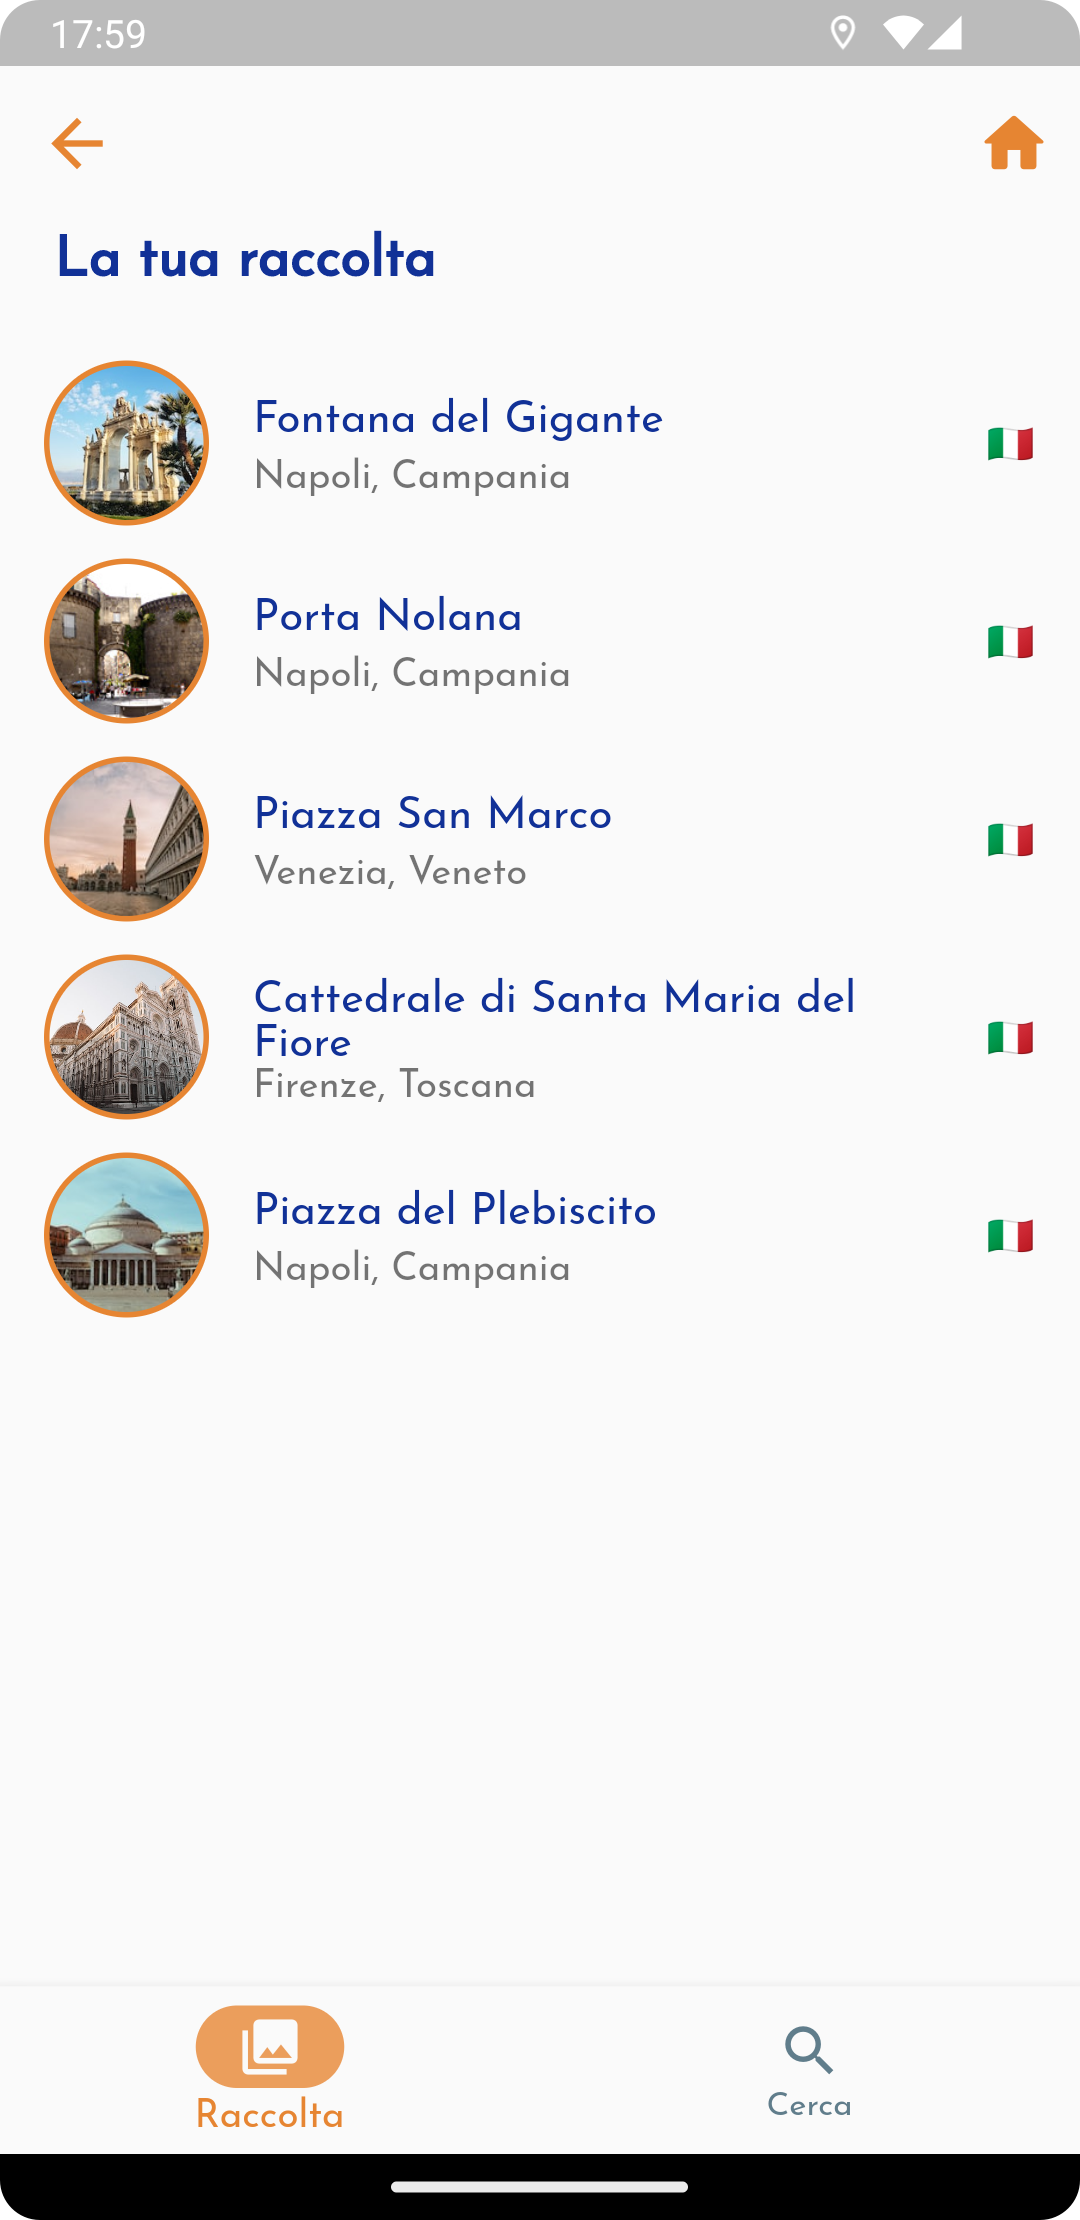 17:59
La tua raccolta
Fontana del Gigante
Napoli, Campania
Porta Nolana
Napoli, Campania
Piazza San Marco
Venezia, Veneto
Cattedrale di Santa Maria del
Fiore
Firenze, Toscana
Piazza del Plebiscito
Napoli, Campania
Raccolta
Cerca